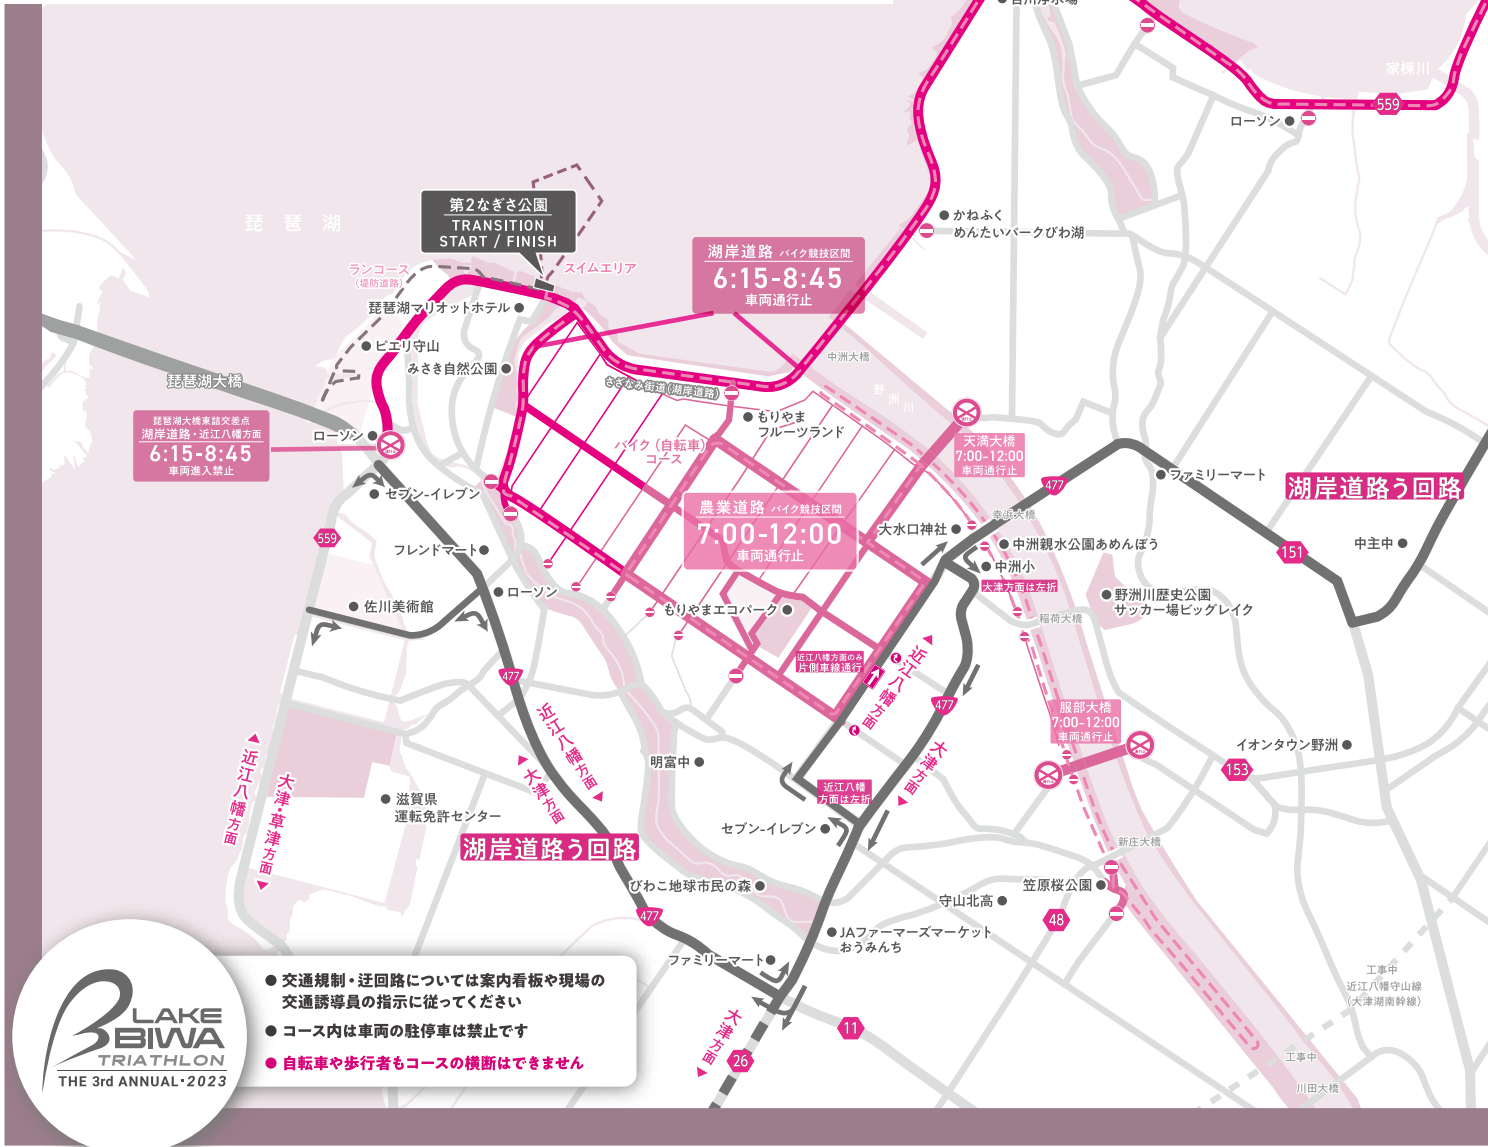 吉川浄水場
家棟川
559
ローソン
琵琶湖
第2なぎさ公園
TRANSITION
START / FINISH
かねふく
めんたいパークびわ湖
ランコース
(堤防道路)
スイムエリア
湖岸道路 バイク競技区間
6:15-8:45
車両通行止
琵琶湖マリオットホテル
ピエリ守山
みさき自然公園
中洲大橋
琵琶湖大橋
さざなみ街道(湖岸道路)
野洲川
琵琶湖大橋東詰交差点
湖岸道路・近江八幡方面
6:15-8:45
車両進入禁止
ローソン
もりやま
フルーツランド
バイク(自転車)
コース
天満大橋
7:00-12:00
車両通行止
ファミリーマート
477
湖岸道路う回路
セブン-イレブン
農業道路 バイク競技区間
7:00-12:00
車両通行止
大水口神社
幸浜大橋
559
フレンドマート
中洲親水公園あめんぼう
中洲小
大津方面は左折
151
中主中
ローソン
佐川美術館
もりやまエコパーク
野洲川歴史公園
サッカー場ビッグレイク
稲荷大橋
近江八幡方面のみ
片側車線通行
近江八幡方面
477
477
服部大橋
7:00-12:00
車両通行止
近江八幡方面
大津方面
大津方面
イオンタウン野洲
153
明富中
近江八幡方面
大津・草津方面
近江八幡
方面は左折
滋賀県
運転免許センター
セブン-イレブン
湖岸道路う回路
新庄大橋
びわこ地球市民の森
笠原桜公園
守山北高
48
477
JAファーマーズマーケット
おうみんち
ファミリーマート
工事中
近江八幡守山線
(大津湖南幹線)
大津方面
11
26
工事中
川田大橋
LAKE
BIWA
TRIATHLON
THE 3rd ANNUAL・2023
● 交通規制・迂回路については案内看板や現場の
交通誘導員の指示に従ってください
● コース内は車両の駐停車は禁止です
● 自転車や歩行者もコースの横断はできません